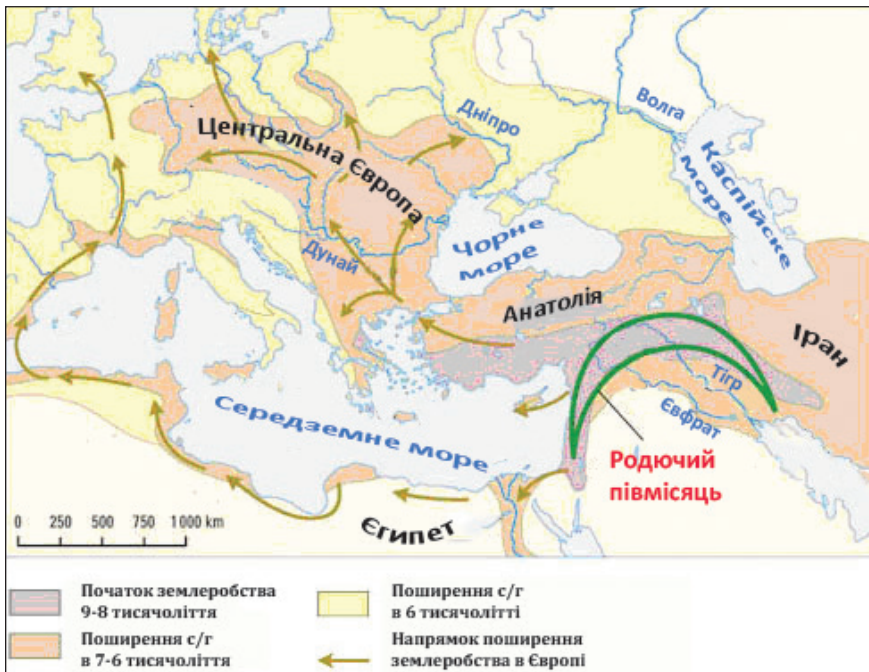 Центральна Європа
Дніпро
Волга
Каспійске
море
Чорне
море
Дунай
Анатолія
Іран
Тігр
Євфрат
Середземне море
Родючий
півмісяць
Єгипет
0 250 500 750 1000 km
Початок землеробства
9-8 тисячоліття
Поширення с/г
в 7-6 тисячоліття
Поширення с/г
в 6 тисячолітті
Напрямок поширення
землеробства в Європі